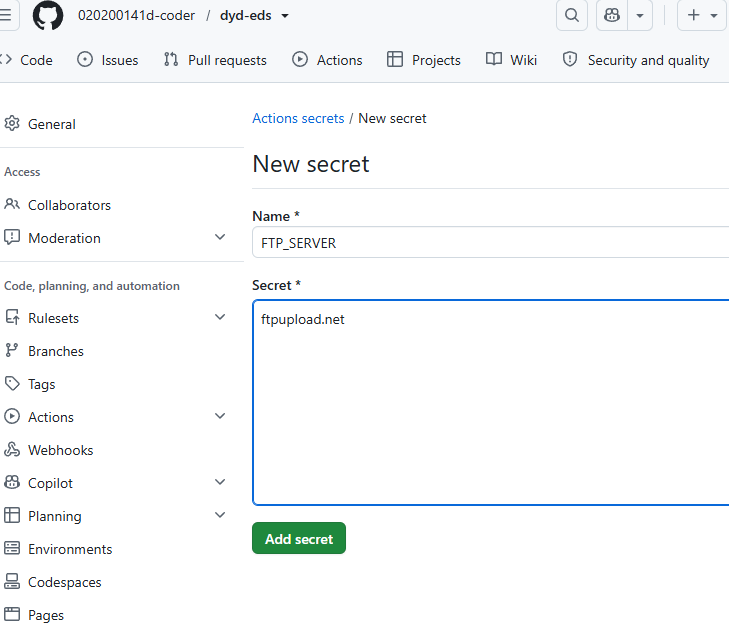 020200141d-coder / dyd-eds
Code Issues Pull requests Actions Projects Wiki Security and quality
General
Access
Collaborators
Moderation
Code, planning, and automation
Rulesets
Branches
Tags
Actions
Webhooks
Copilot
Planning
Environments
Codespaces
Pages
Actions secrets / New secret
New secret
Name *
FTP_SERVER
Secret *
ftpupload.net
Add secret